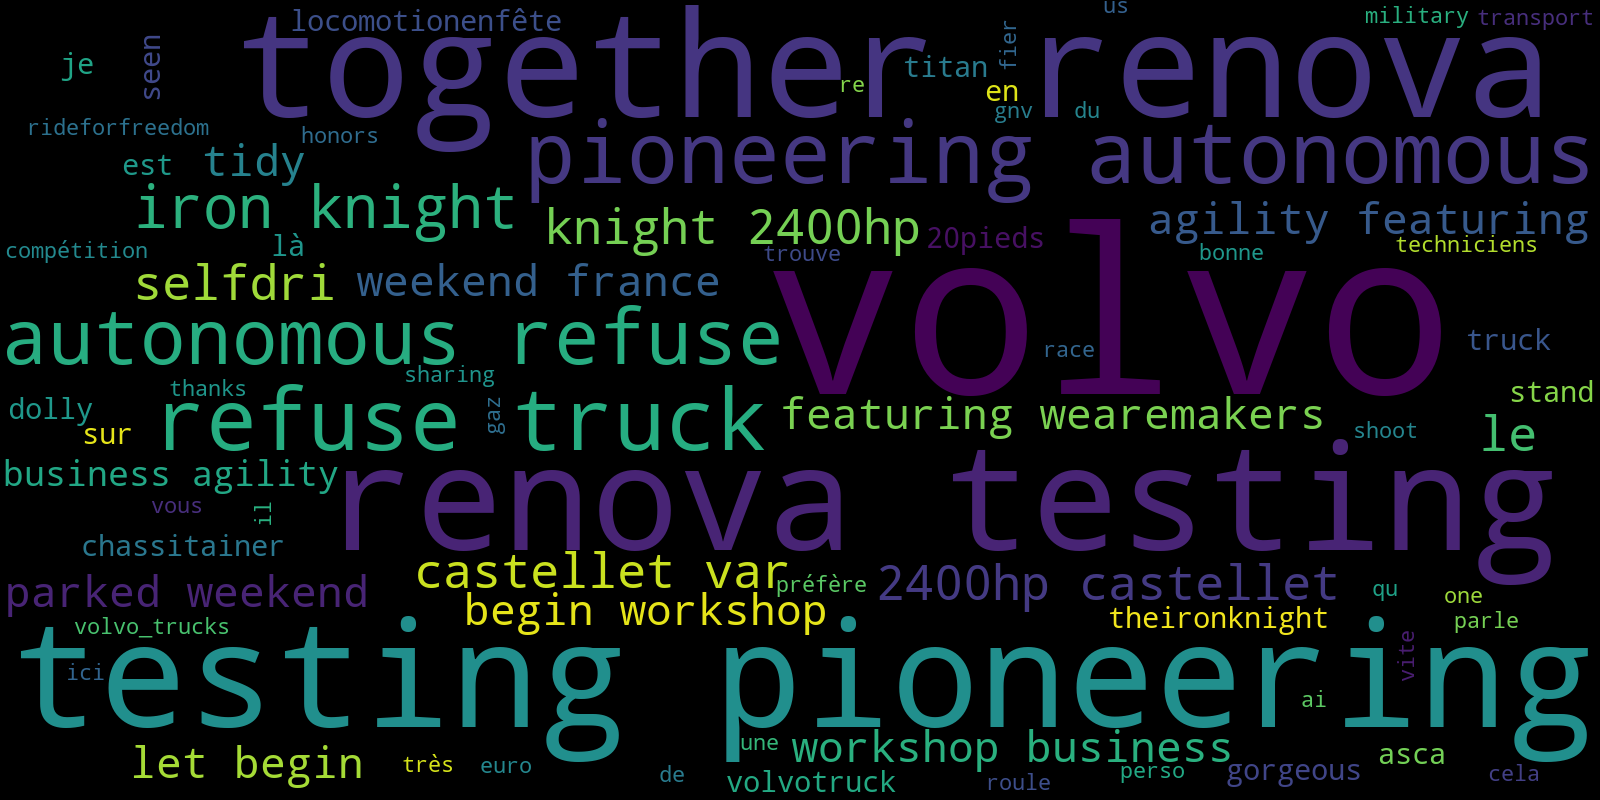 locomotionenfête
us
military
transport
together renova
je
seen
fier
titan
re
en
gnv
du
rideforfreedom
honors
pioneering autonomous
est
tidy
iron knight
knight 2400hp
agility featuring
20pieds
compétition
là
trouve
bonne
techniciens
selfdri
weekend france
volvo
autonomous refuse
race
truck
sharing
thanks
dolly
refuse truck
gaz
featuring wearemakers
stand
sur
shoot
le
business agility
renova testing
vous
il
chassitainer
castellet var
préfère
2400hp castellet
parked weekend
qu
one
begin workshop
theironknight
parle
volvo_trucks
vite
testing pioneering
ici
ai
une
workshop business
asca
let begin
très
euro
de
volvotruck
roule
perso
gorgeous
cela